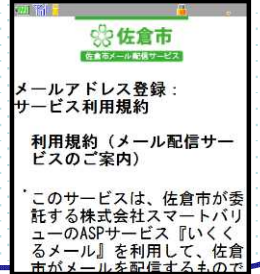 佐倉市
佐倉市メール配信サービス
メールアドレス登録：
サービス利用規約
利用規約（メール配信サー
ビスのご案内）
このサービスは、佐倉市が委
託する株式会社スマートバリ
ューのASPサービス『いくく
るメール』を利用して、佐倉
市がメールを配信するもので